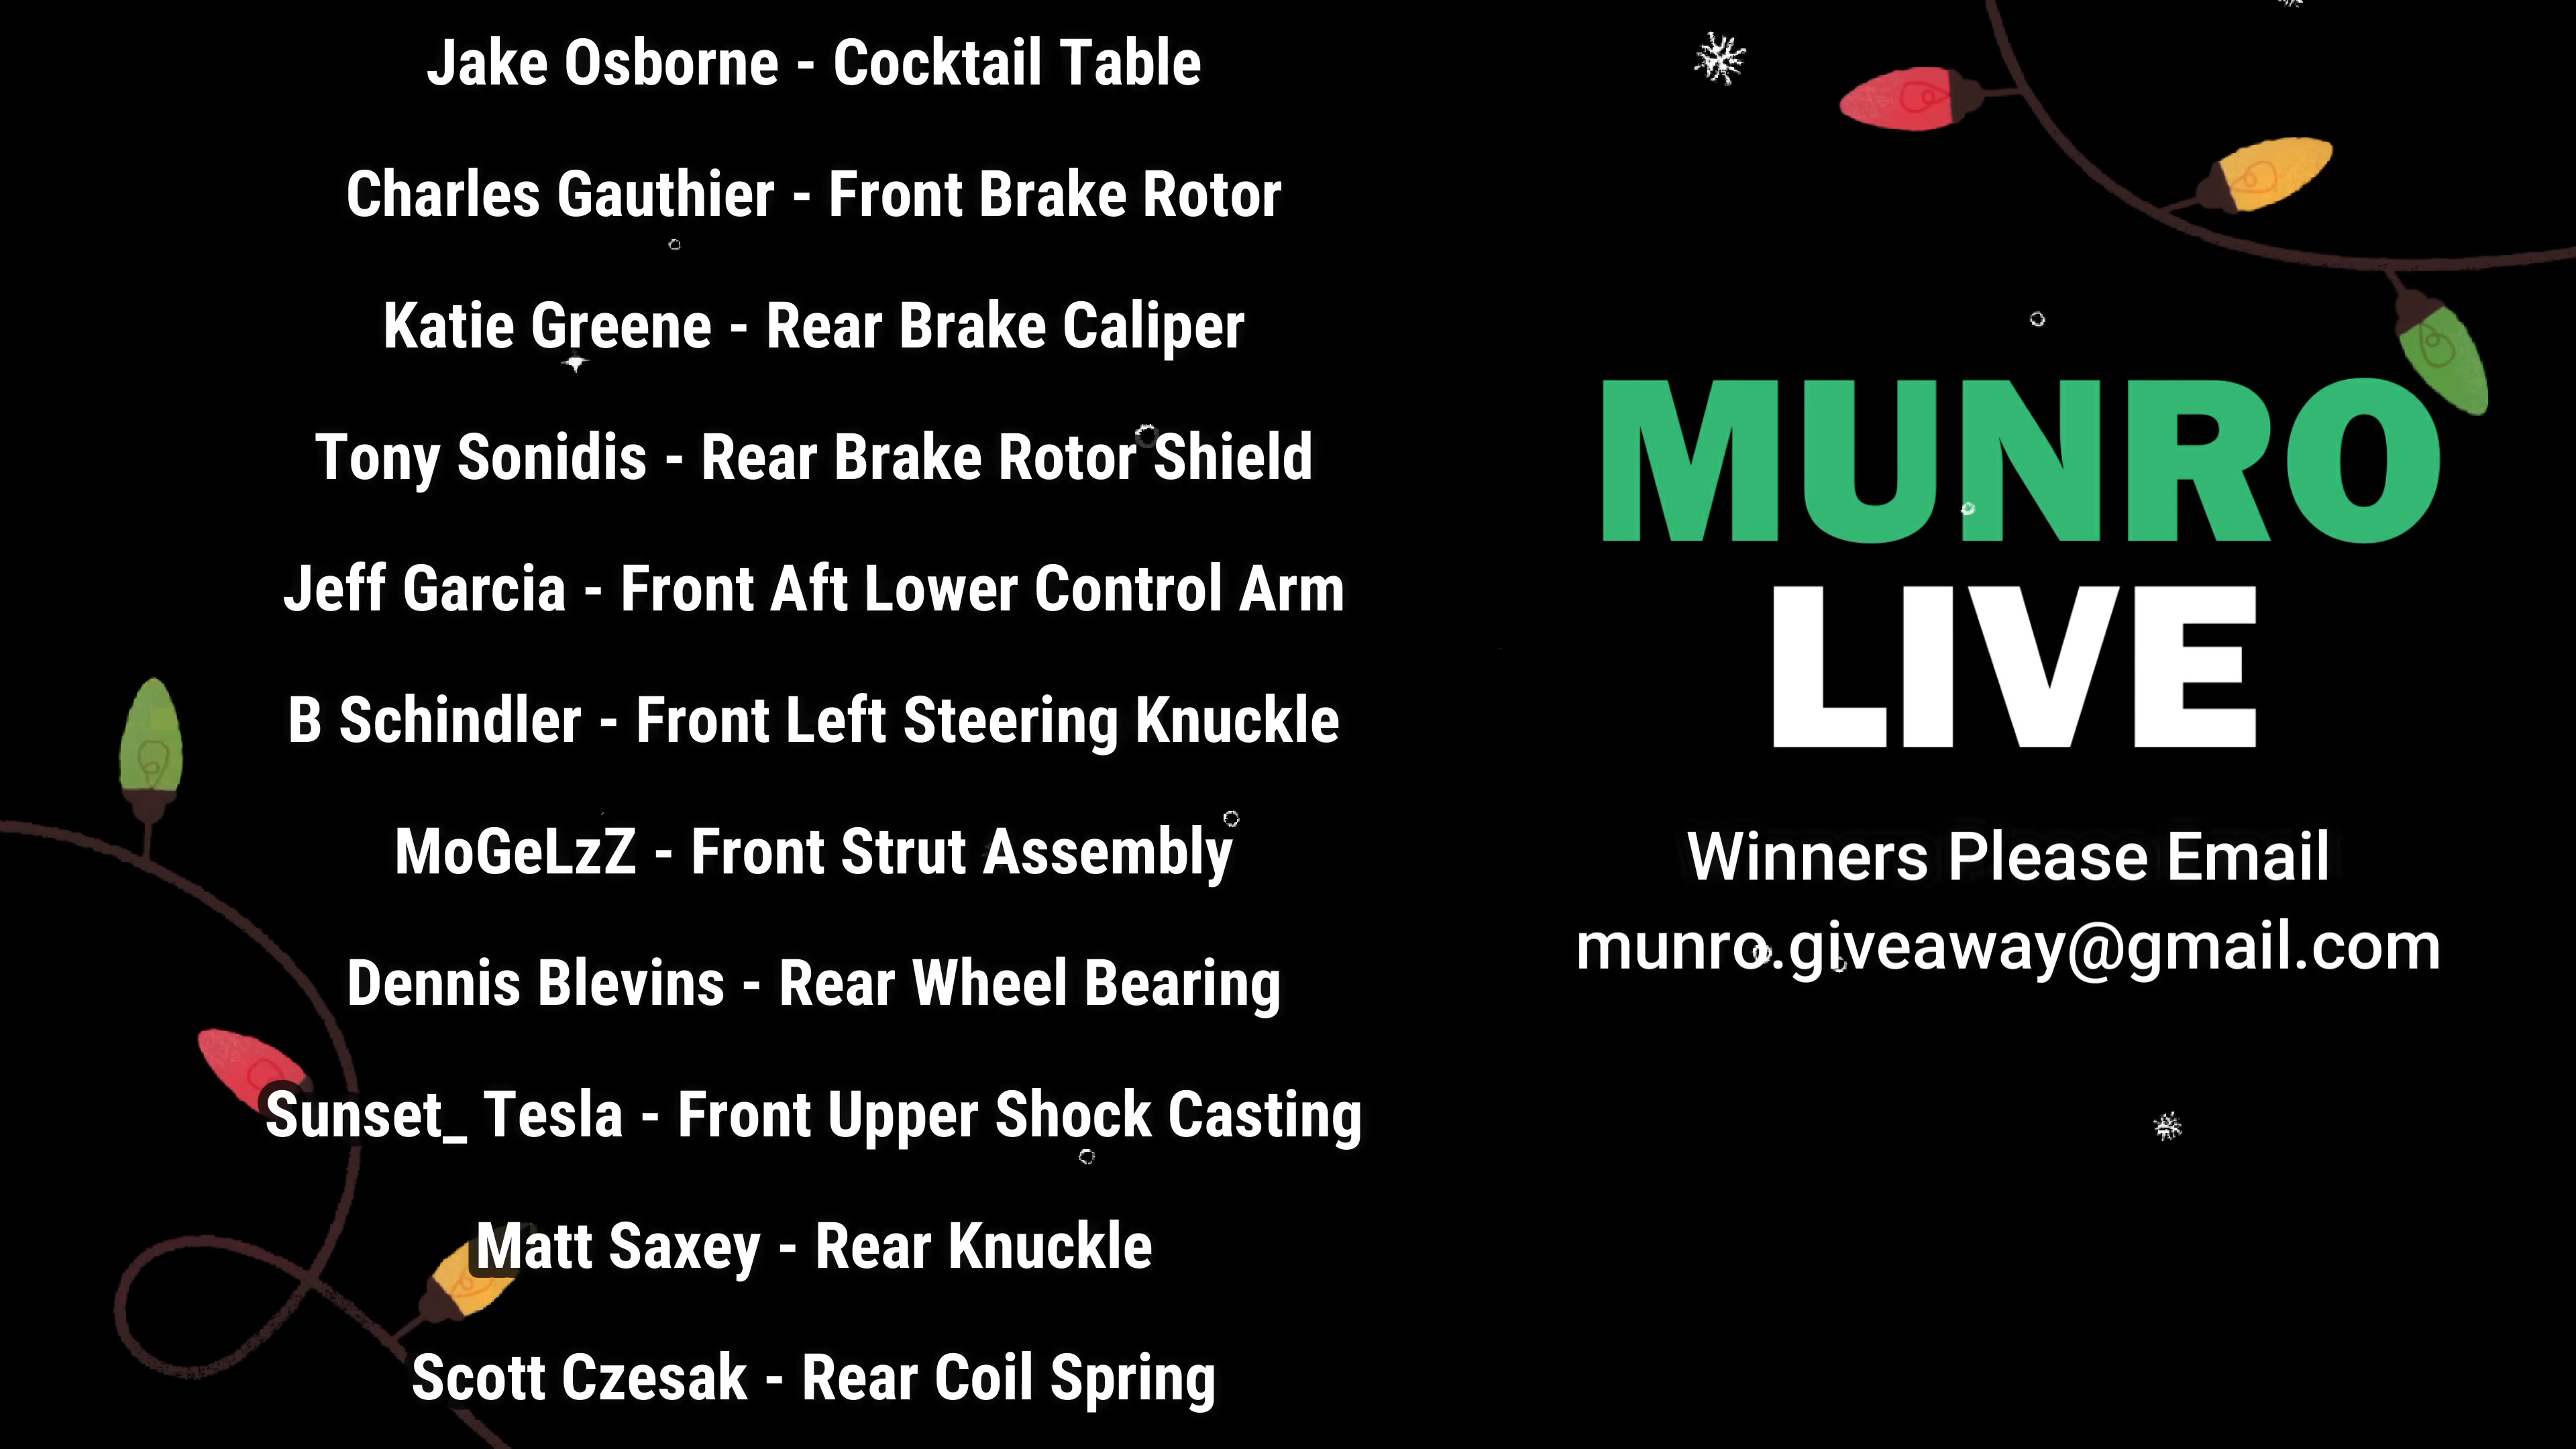 Jake Osborne - Cocktail Table
Charles Gauthier - Front Brake Rotor
Katie Greene - Rear Brake Caliper
Tony Sonidis - Rear Brake Rotor Shield
Jeff Garcia - Front Aft Lower Control Arm
B Schindler - Front Left Steering Knuckle
MoGeLzZ - Front Strut Assembly
Dennis Blevins - Rear Wheel Bearing
Sunset_ Tesla - Front Upper Shock Casting
Matt Saxey - Rear Knuckle
Scott Czesak - Rear Coil Spring
MUNRO
LIVE
Winners Please Email
munro.giveaway@gmail.com